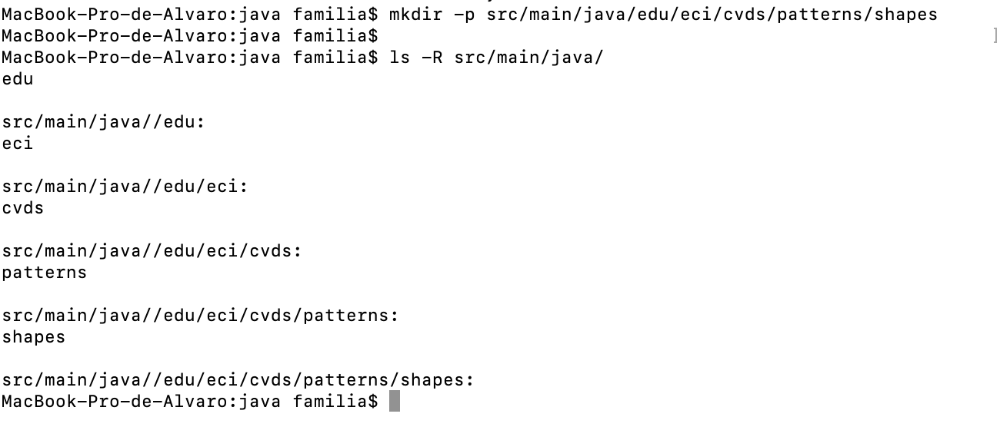 MacBook-Pro-de-Alvaro:java familia$ mkdir -p src/main/java/edu/eci/cvds/patterns/shapes
MacBook-Pro-de-Alvaro:java familia$
MacBook-Pro-de-Alvaro:java familia$ ls -R src/main/java/
edu
src/main/java//edu:
eci
src/main/java//edu/eci:
cvds
src/main/java//edu/eci/cvds:
patterns
src/main/java//edu/eci/cvds/patterns:
shapes
src/main/java//edu/eci/cvds/patterns/shapes:
MacBook-Pro-de-Alvaro:java familia$